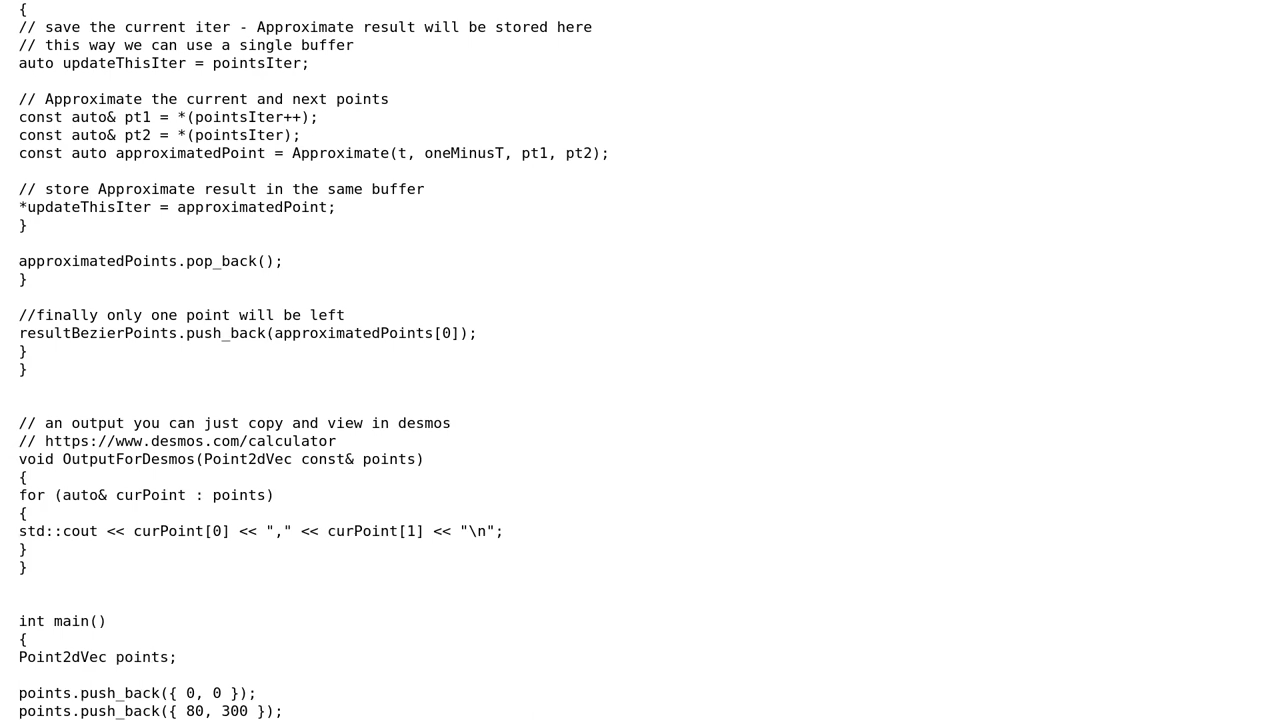 {
// save the current iter - Approximate result will be stored here
// this way we can use a single buffer
auto updateThisIter = pointsIter;
// Approximate the current and next points
const auto& pt1 = *(pointsIter++);
const auto& pt2 = *(pointsIter);
const auto approximatedPoint = Approximate(t, oneMinusT, pt1, pt2);
// store Approximate result in the same buffer
*updateThisIter = approximatedPoint;
}
approximatedPoints.pop_back();
}
//finally only one point will be left
resultBezierPoints.push_back(approximatedPoints[0]);
}
}
// an output you can just copy and view in desmos
// https://www.desmos.com/calculator
void OutputForDesmos(Point2dVec const& points)
{
for (auto& curPoint : points)
{
std::cout << curPoint[0] << "," << curPoint[1] << "\n";
}
}
int main()
{
Point2dVec points;
points.push_back({ 0, 0 });
points.push_back({ 80, 300 });